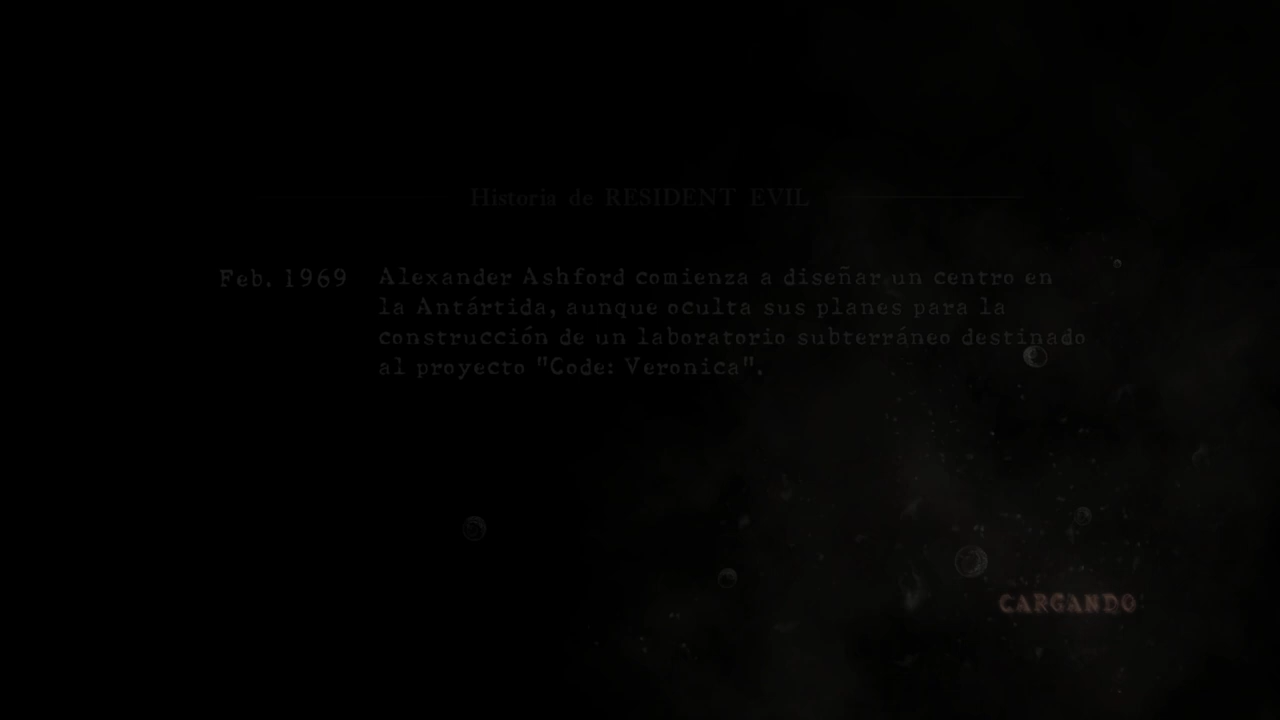 Historia de RESIDENT EVIL
Feb. 1969 Alexander Ashford comienza a diseñar un centro en
la Antártida, aunque oculta sus planes para la
construcción de un laboratorio subterráneo destinado
al proyecto "Code: Veronica".
CARGANDO